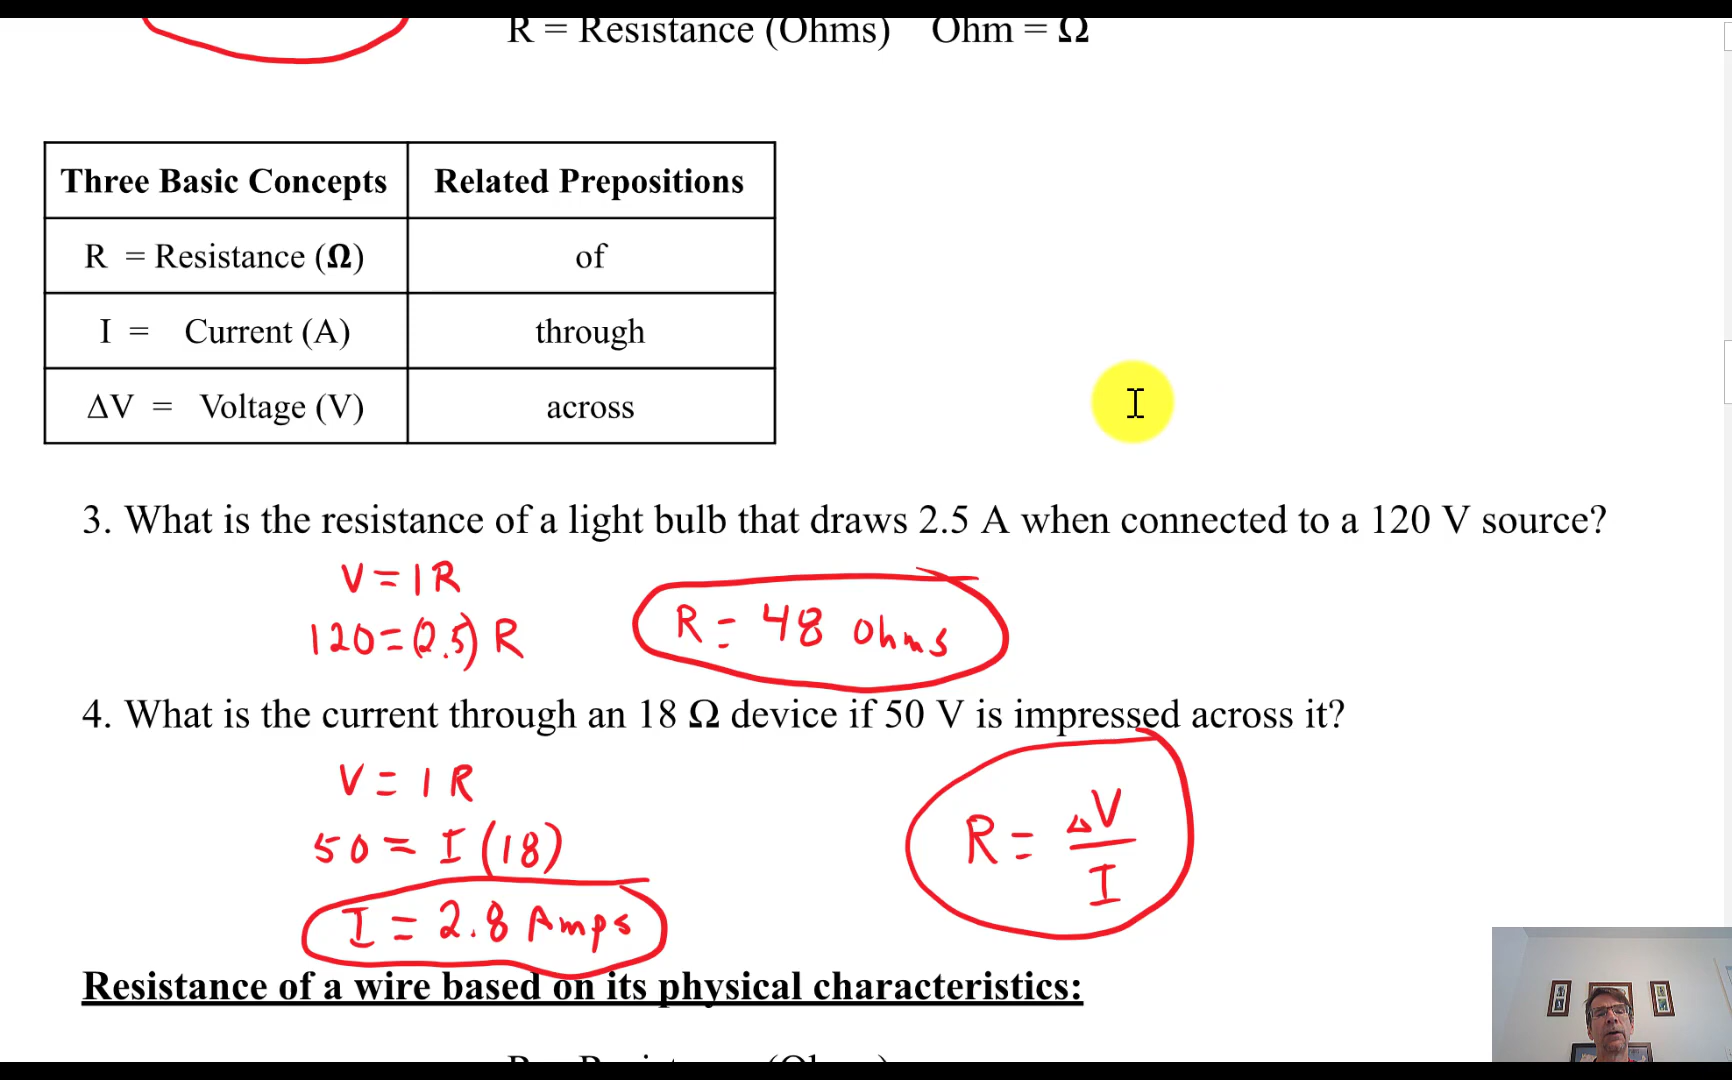 R = Resistance (Ohms) Ohm = Ω
Three Basic Concepts Related Prepositions
R = Resistance (Ω) of
I = Current (A) through
ΔV = Voltage (V) across
3. What is the resistance of a light bulb that draws 2.5 A when connected to a 120 V source?
V = I R
120 = (2.5) R
R = 48 Ohms
4. What is the current through an 18 Ω device if 50 V is impressed across it?
V = I R
50 = I (18)
I = 2.8 Amps
R = ΔV / I
Resistance of a wire based on its physical characteristics: